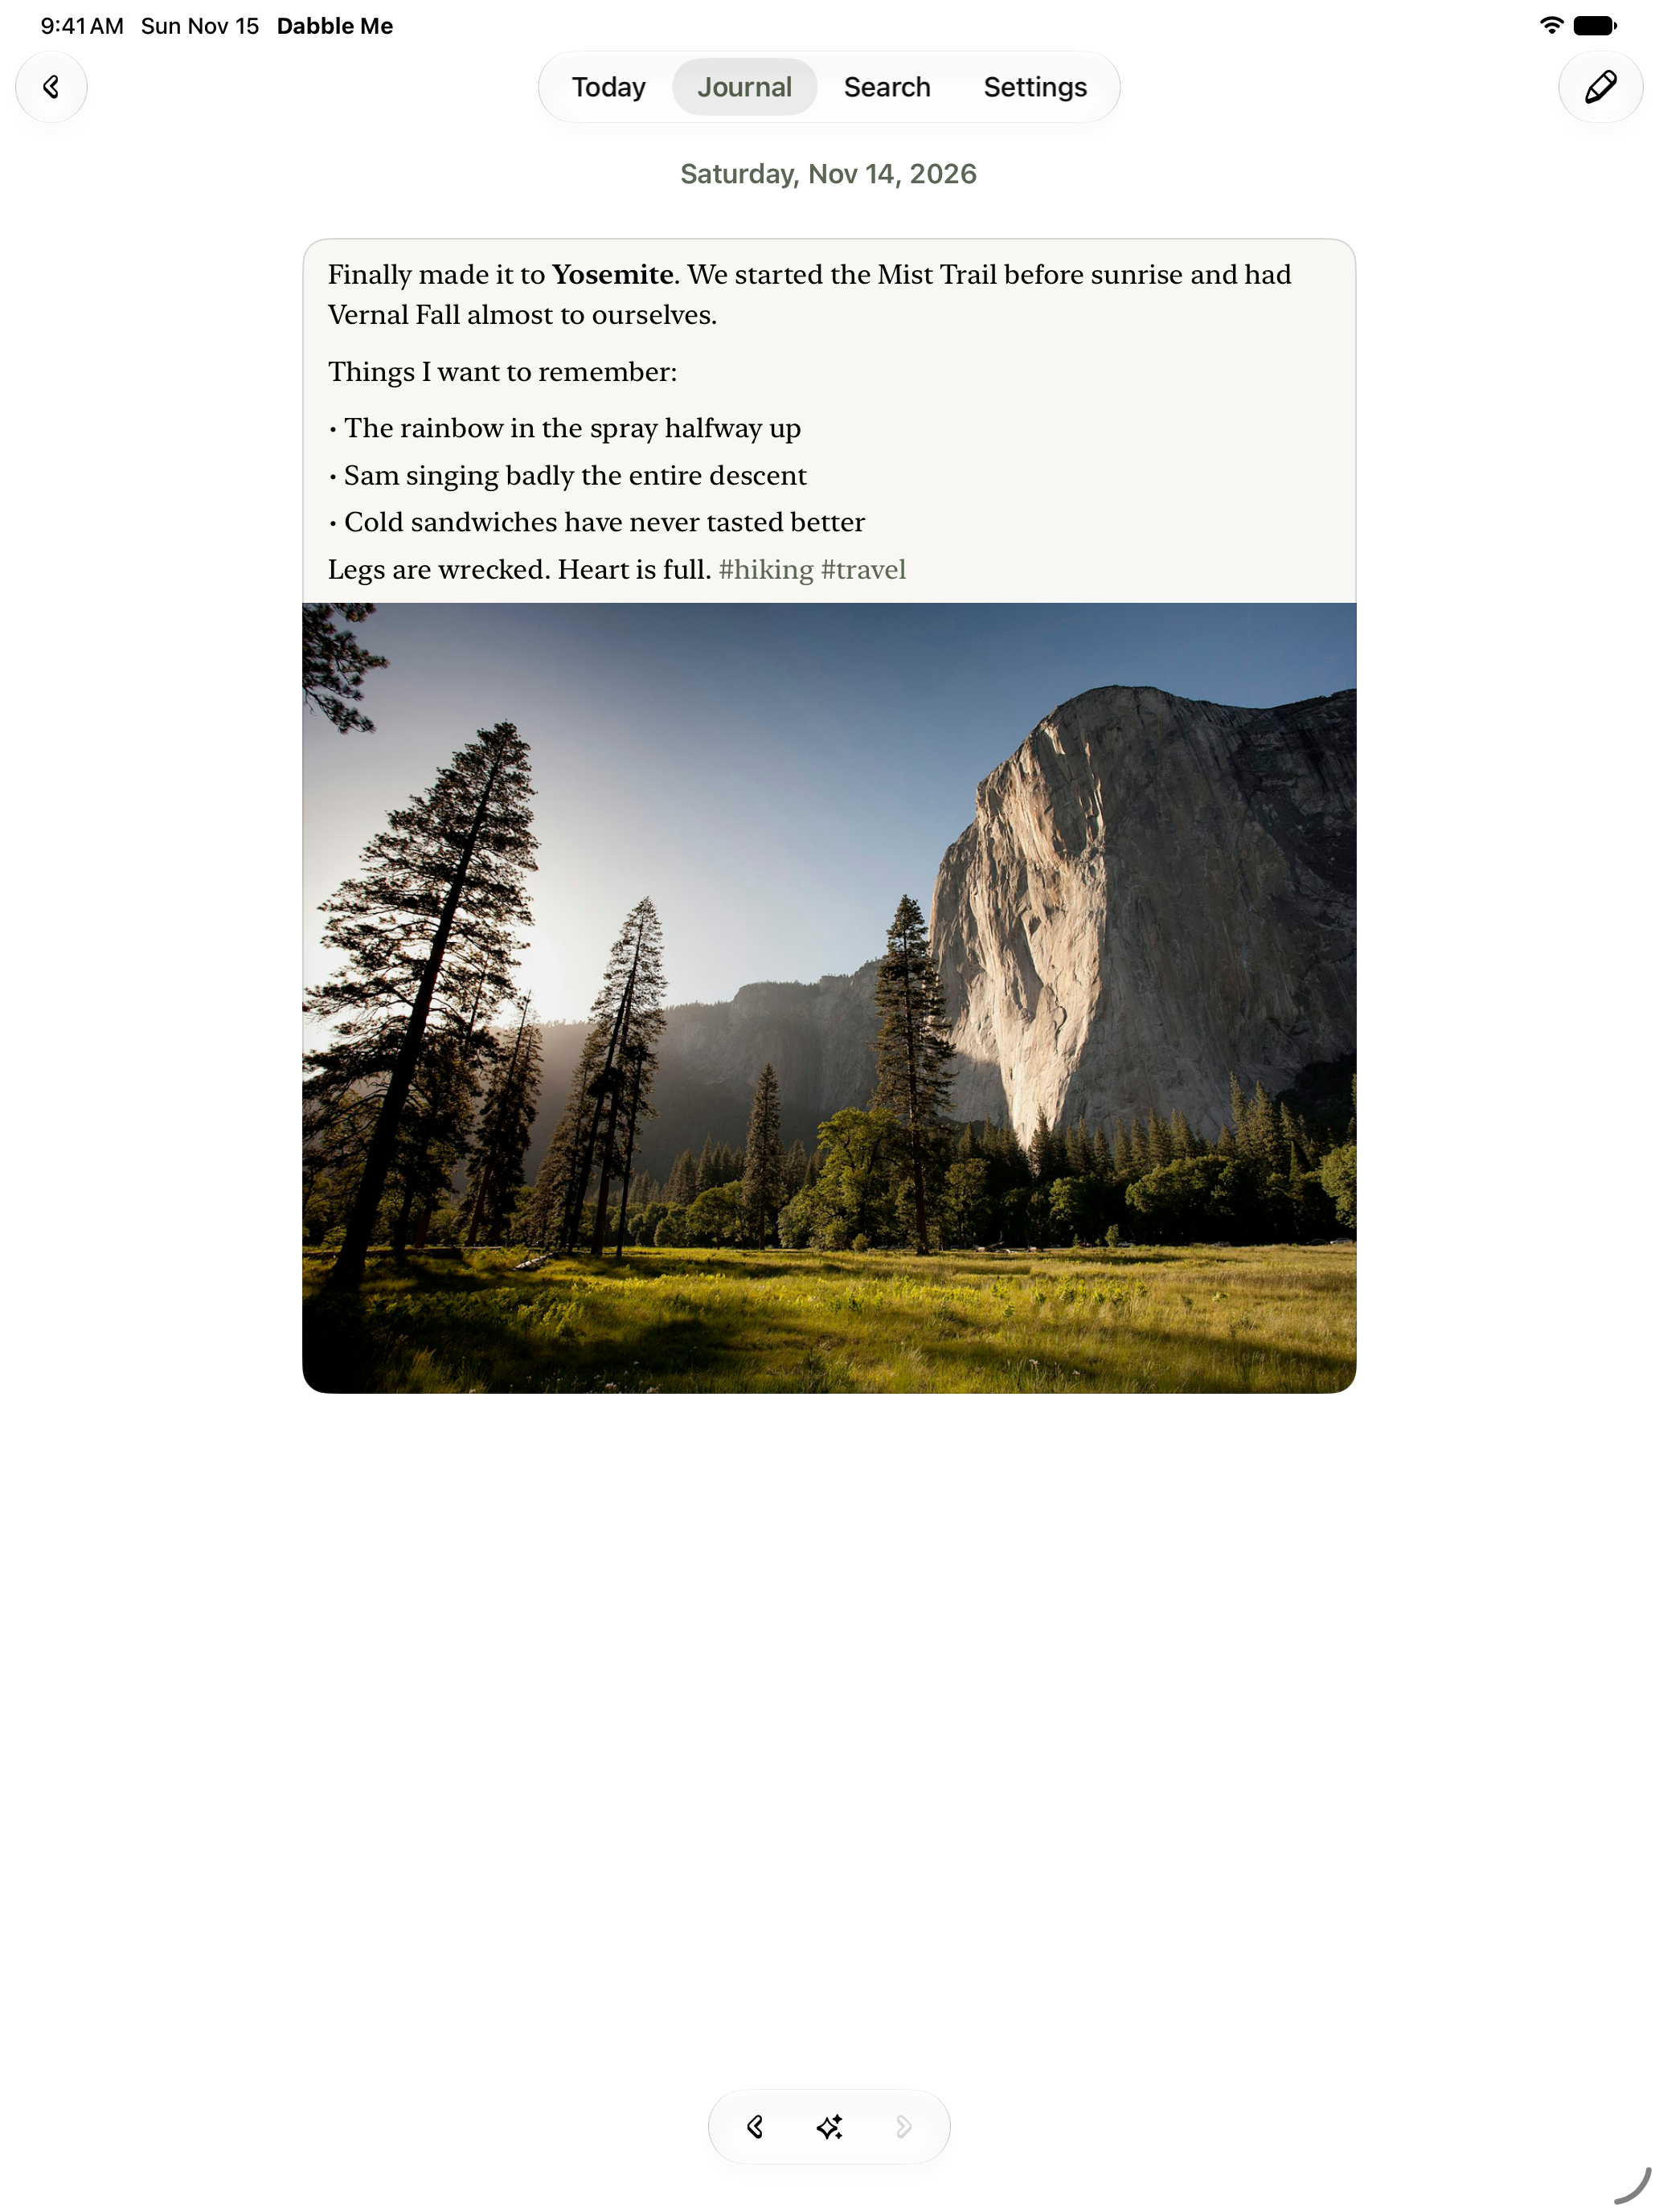 9:41 AM Sun Nov 15 Dabble Me
Today Journal Search Settings
Saturday, Nov 14, 2026
Finally made it to Yosemite. We started the Mist Trail before sunrise and had
Vernal Fall almost to ourselves.
Things I want to remember:
• The rainbow in the spray halfway up
• Sam singing badly the entire descent
• Cold sandwiches have never tasted better
Legs are wrecked. Heart is full. #hiking #travel